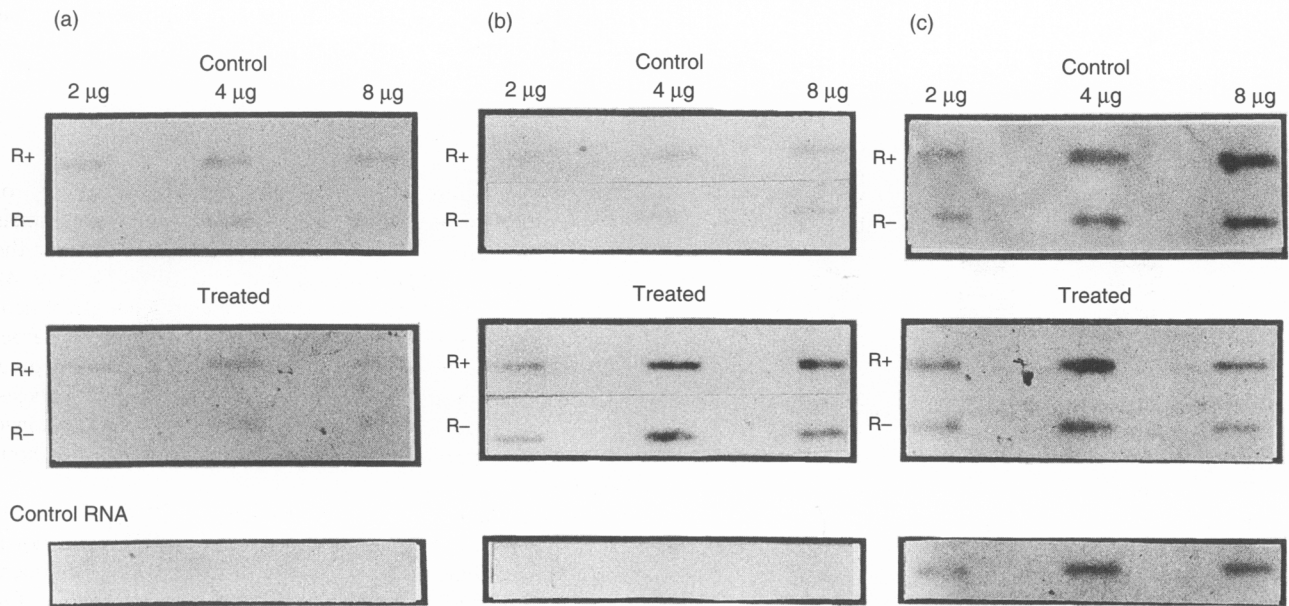 (a) (b) (c)
Control Control Control
2 µg 4 µg 8 µg 2 µg 4 µg 8 µg 2 µg 4 µg 8 µg
R+ R+ R+
R– R– R–
Treated Treated Treated
R+ R+ R+
R– R– R–
Control RNA